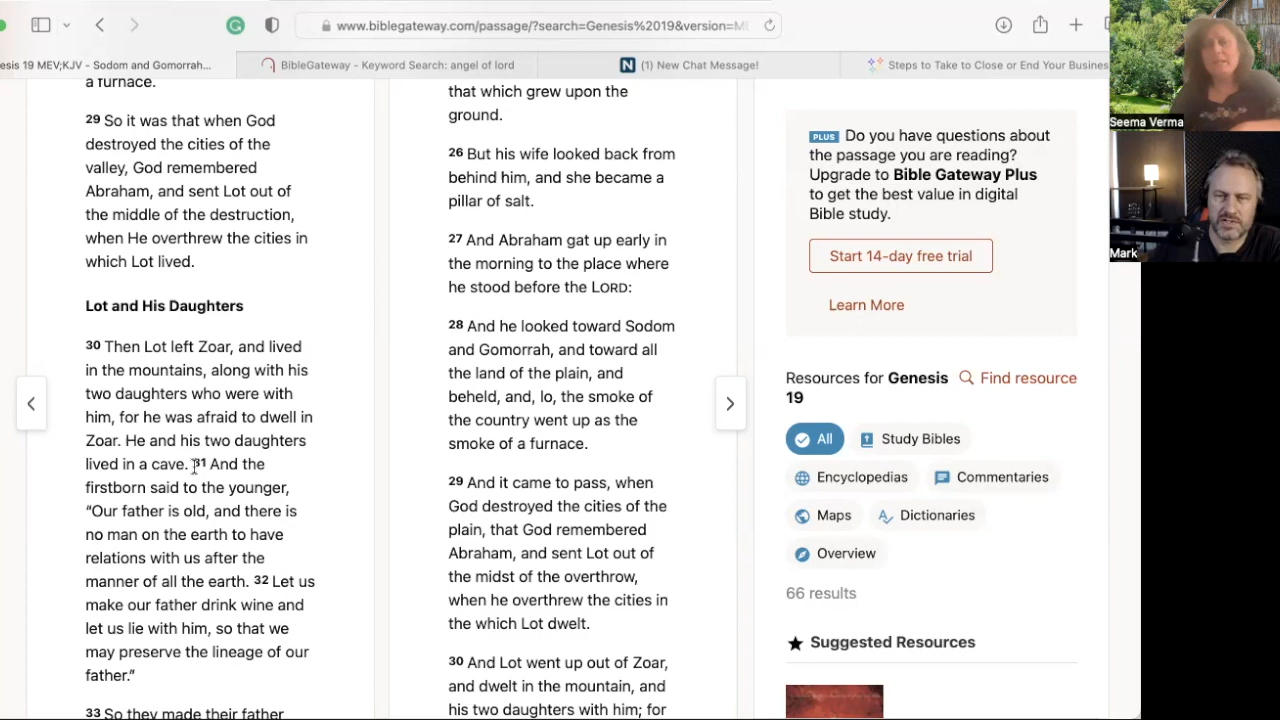 www.biblegateway.com/passage/?search=Genesis%2019&version=ME
esis 19 MEV;KJV - Sodom and Gomorrah...
BibleGateway - Keyword Search: angel of lord
(1) New Chat Message!
Steps to Take to Close or End Your Busines
a furnace.
29 So it was that when God
destroyed the cities of the
valley, God remembered
Abraham, and sent Lot out of
the middle of the destruction,
when He overthrew the cities in
which Lot lived.
Lot and His Daughters
30 Then Lot left Zoar, and lived
in the mountains, along with his
two daughters who were with
him, for he was afraid to dwell in
Zoar. He and his two daughters
lived in a cave. 31 And the
firstborn said to the younger,
“Our father is old, and there is
no man on the earth to have
relations with us after the
manner of all the earth. 32 Let us
make our father drink wine and
let us lie with him, so that we
may preserve the lineage of our
father.”
33 So they made their father
that which grew upon the
ground.
26 But his wife looked back from
behind him, and she became a
pillar of salt.
27 And Abraham gat up early in
the morning to the place where
he stood before the LORD:
28 And he looked toward Sodom
and Gomorrah, and toward all
the land of the plain, and
beheld, and, lo, the smoke of
the country went up as the
smoke of a furnace.
29 And it came to pass, when
God destroyed the cities of the
plain, that God remembered
Abraham, and sent Lot out of
the midst of the overthrow,
when he overthrew the cities in
the which Lot dwelt.
30 And Lot went up out of Zoar,
and dwelt in the mountain, and
his two daughters with him; for
PLUS Do you have questions about
the passage you are reading?
Upgrade to Bible Gateway Plus
to get the best value in digital
Bible study.
Start 14-day free trial
Learn More
Resources for Genesis
19
Find resource
All
Study Bibles
Encyclopedias
Commentaries
Maps
Dictionaries
Overview
66 results
Suggested Resources
Seema Verma
Mark